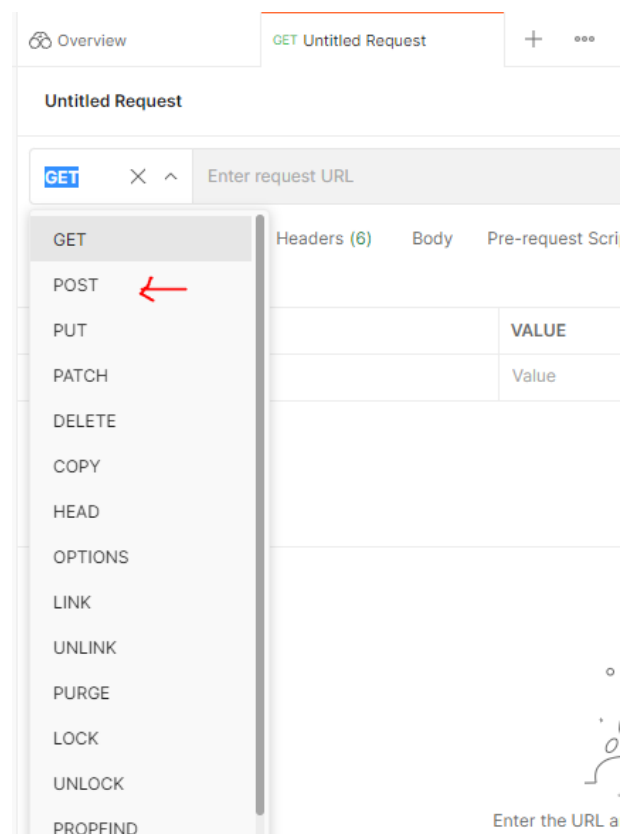 Overview
GET Untitled Request
Untitled Request
GET
Enter request URL
GET
Headers (6) Body Pre-request Scri
POST
PUT
VALUE
PATCH
Value
DELETE
COPY
HEAD
OPTIONS
LINK
UNLINK
PURGE
LOCK
UNLOCK
PROPFIND
Enter the URL a